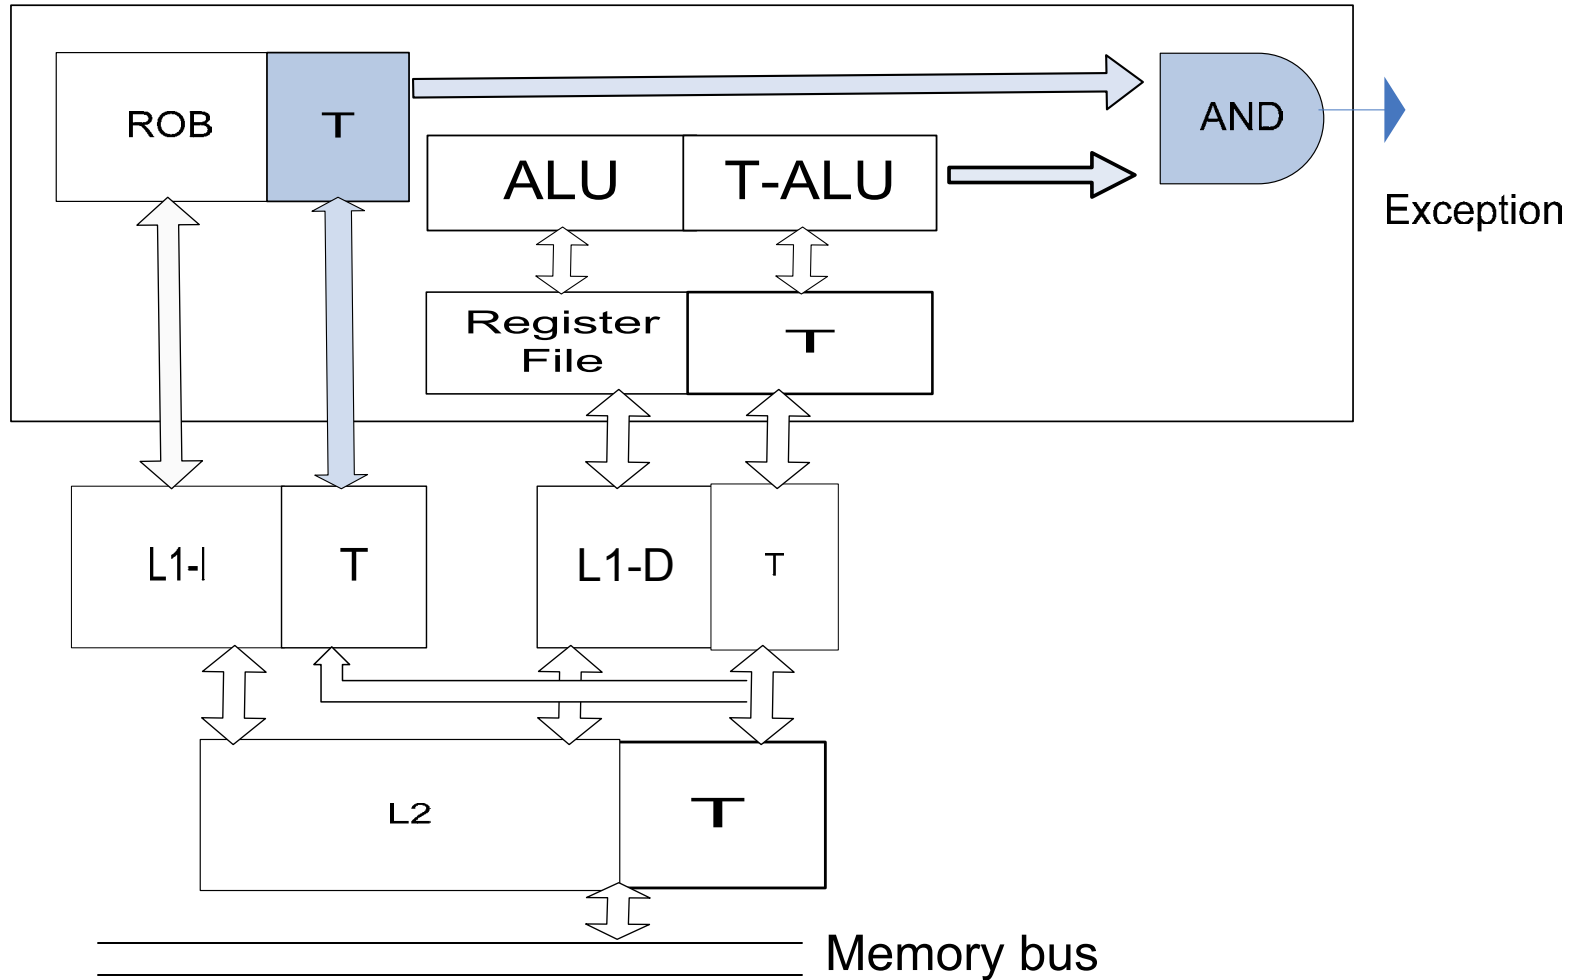 ROB
T
AND
ALU
T-ALU
Exception
Register
File
T
L1-I
T
L1-D
T
L2
T
Memory bus